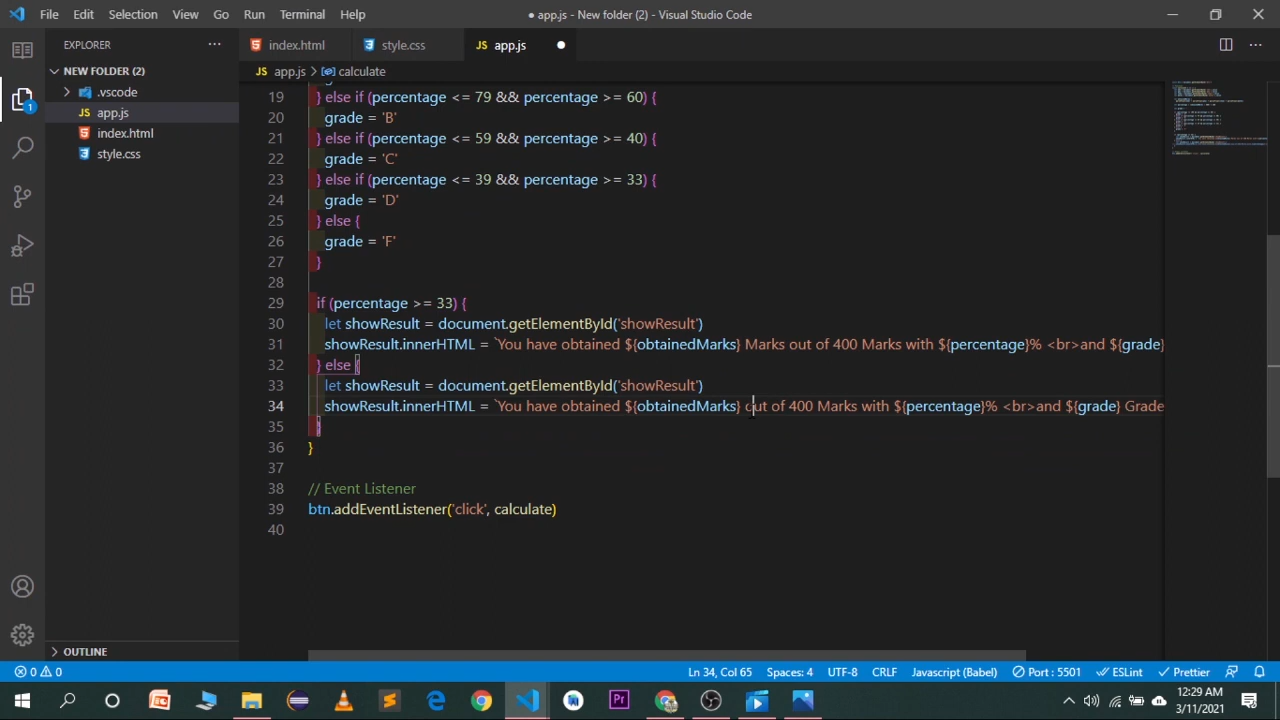 File Edit Selection View Go Run Terminal Help
● app.js - New folder (2) - Visual Studio Code
EXPLORER
NEW FOLDER (2)
.vscode
JS app.js
index.html
style.css
OUTLINE
index.html
style.css
JS app.js
JS app.js > calculate
19 } else if (percentage <= 79 && percentage >= 60) {
20 grade = 'B'
21 } else if (percentage <= 59 && percentage >= 40) {
22 grade = 'C'
23 } else if (percentage <= 39 && percentage >= 33) {
24 grade = 'D'
25 } else {
26 grade = 'F'
27 }
28
29 if (percentage >= 33) {
30 let showResult = document.getElementById('showResult')
31 showResult.innerHTML = `You have obtained ${obtainedMarks} Marks out of 400 Marks with ${percentage}% <br>and ${grade}
32 } else {
33 let showResult = document.getElementById('showResult')
34 showResult.innerHTML = `You have obtained ${obtainedMarks} out of 400 Marks with ${percentage}% <br>and ${grade} Grade
35 }
36 }
37
38 // Event Listener
39 btn.addEventListener('click', calculate)
40
1
0 0 Ln 34, Col 65 Spaces: 4 UTF-8 CRLF Javascript (Babel) Port : 5501 ESLint Prettier
Pr
12:29 AM
3/11/2021